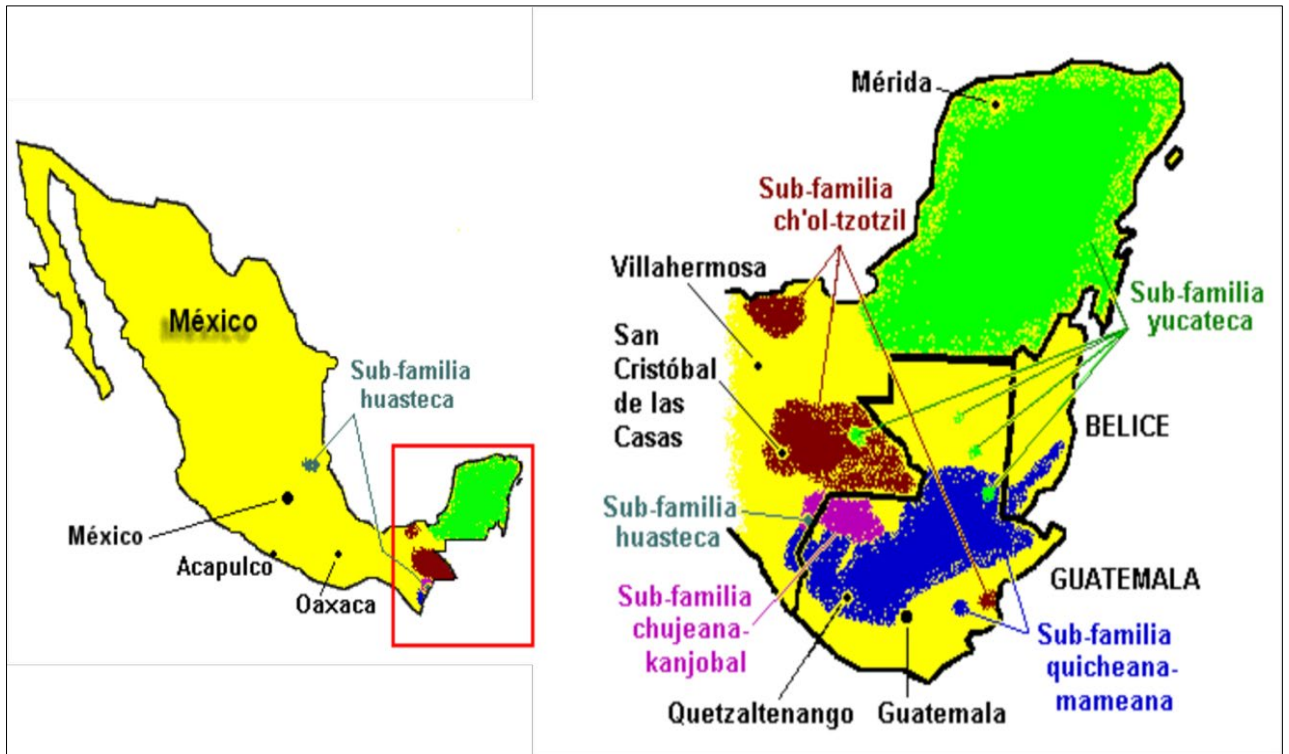 México
Sub-familia
huasteca
México
Acapulco
Oaxaca
Mérida
Sub-familia
ch'ol-tzotzil
Villahermosa
San
Cristóbal
de las
Casas
Sub-familia
yucateca
BELICE
Sub-familia
huasteca
GUATEMALA
Sub-familia
chujeana-
kanjobal
Sub-familia
quicheana-
mameana
Quetzaltenango
Guatemala